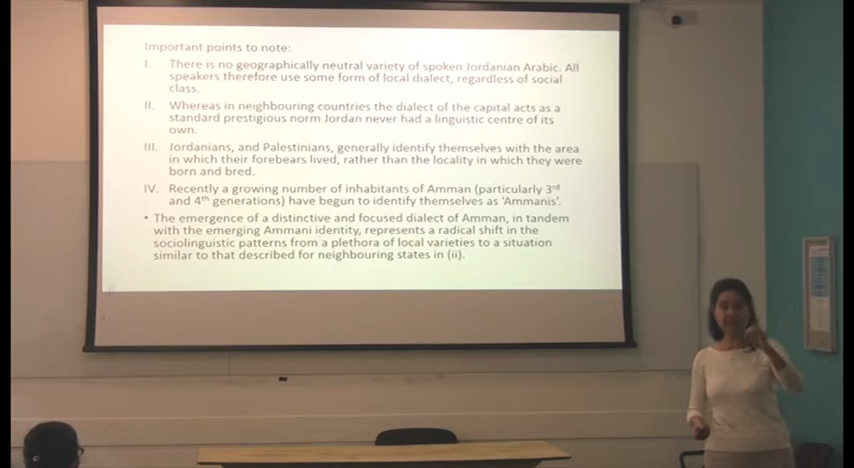 Important points to note:
I. There is no geographically neutral variety of spoken Jordanian Arabic. All
speakers therefore use some form of local dialect, regardless of social
class.
II. Whereas in neighbouring countries the dialect of the capital acts as a
standard prestigious norm Jordan never had a linguistic centre of its
own.
III. Jordanians, and Palestinians, generally identify themselves with the area
in which their forebears lived, rather than the locality in which they were
born and bred.
IV. Recently a growing number of inhabitants of Amman (particularly 3rd
and 4th generations) have begun to identify themselves as ‘Ammanis’.
• The emergence of a distinctive and focused dialect of Amman, in tandem
with the emerging Ammani identity, represents a radical shift in the
sociolinguistic patterns from a plethora of local varieties to a situation
similar to that described for neighbouring states in (ii).